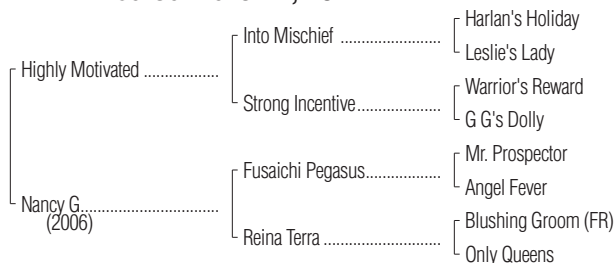 Harlan's Holiday
Into Mischief ....................
Leslie's Lady
Highly Motivated ..................
Warrior's Reward
Strong Incentive .....................
G G's Dolly
Mr. Prospector
Fusaichi Pegasus...................
Angel Fever
Nancy G.................................
(2006)
Blushing Groom (FR)
Reina Terra ........................
Only Queens